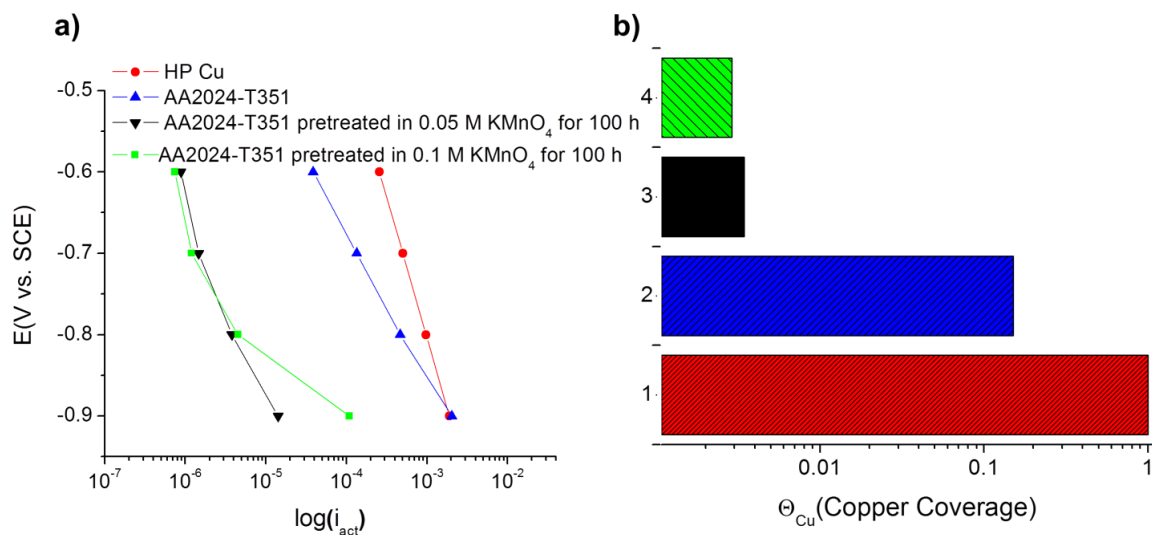 a)
HP Cu
AA2024-T351
AA2024-T351 pretreated in 0.05 M KMnO₄ for 100 h
AA2024-T351 pretreated in 0.1 M KMnO₄ for 100 h
E(V vs. SCE)
-0.5
-0.6
-0.7
-0.8
-0.9
10⁻⁷ 10⁻⁶ 10⁻⁵ 10⁻⁴ 10⁻³ 10⁻²
log(i_act)
b)
4
3
2
1
0.01 0.1 1
Θ_Cu(Copper Coverage)